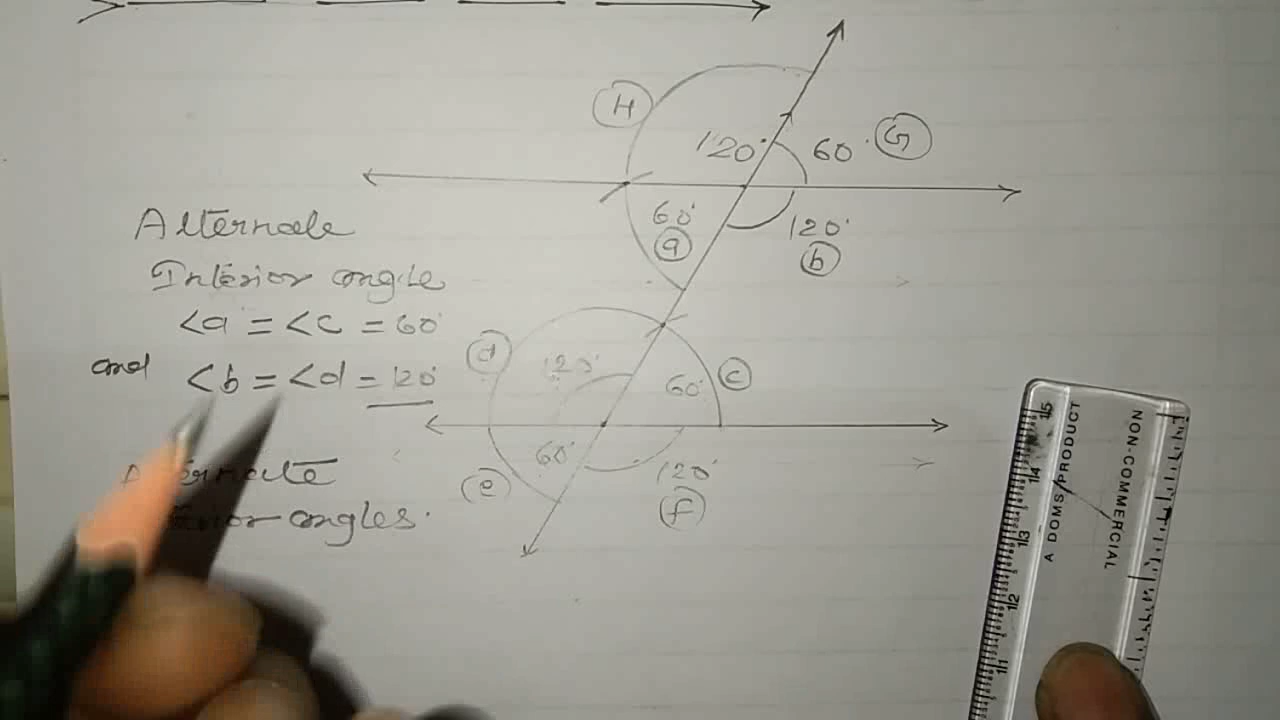 H
120°
60° G
60°
a
120°
b
Alternate
Interior angle
<a = <c = 60°
and <b = <d = 120°
d
120°
60°
c
60°
e
120°
f
angles.
15
14
13
12
11
A DOMS PRODUCT
NON-COMMERCIAL